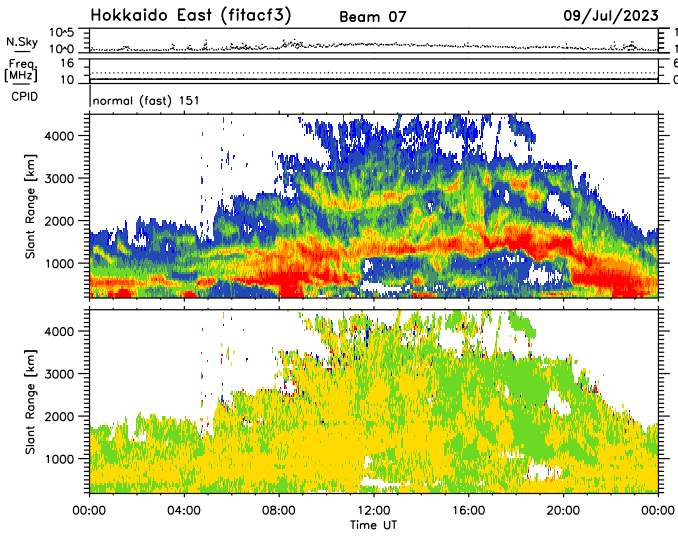 Hokkaido East (fitacf3) Beam 07 09/Jul/2023
N.Sky 10^5 10^0
Freq. [MHz] 16 10
CPID normal (fast) 151
Slant Range [km]
4000
3000
2000
1000
Slant Range [km]
4000
3000
2000
1000
00:00 04:00 08:00 12:00 16:00 20:00 00:00
Time UT